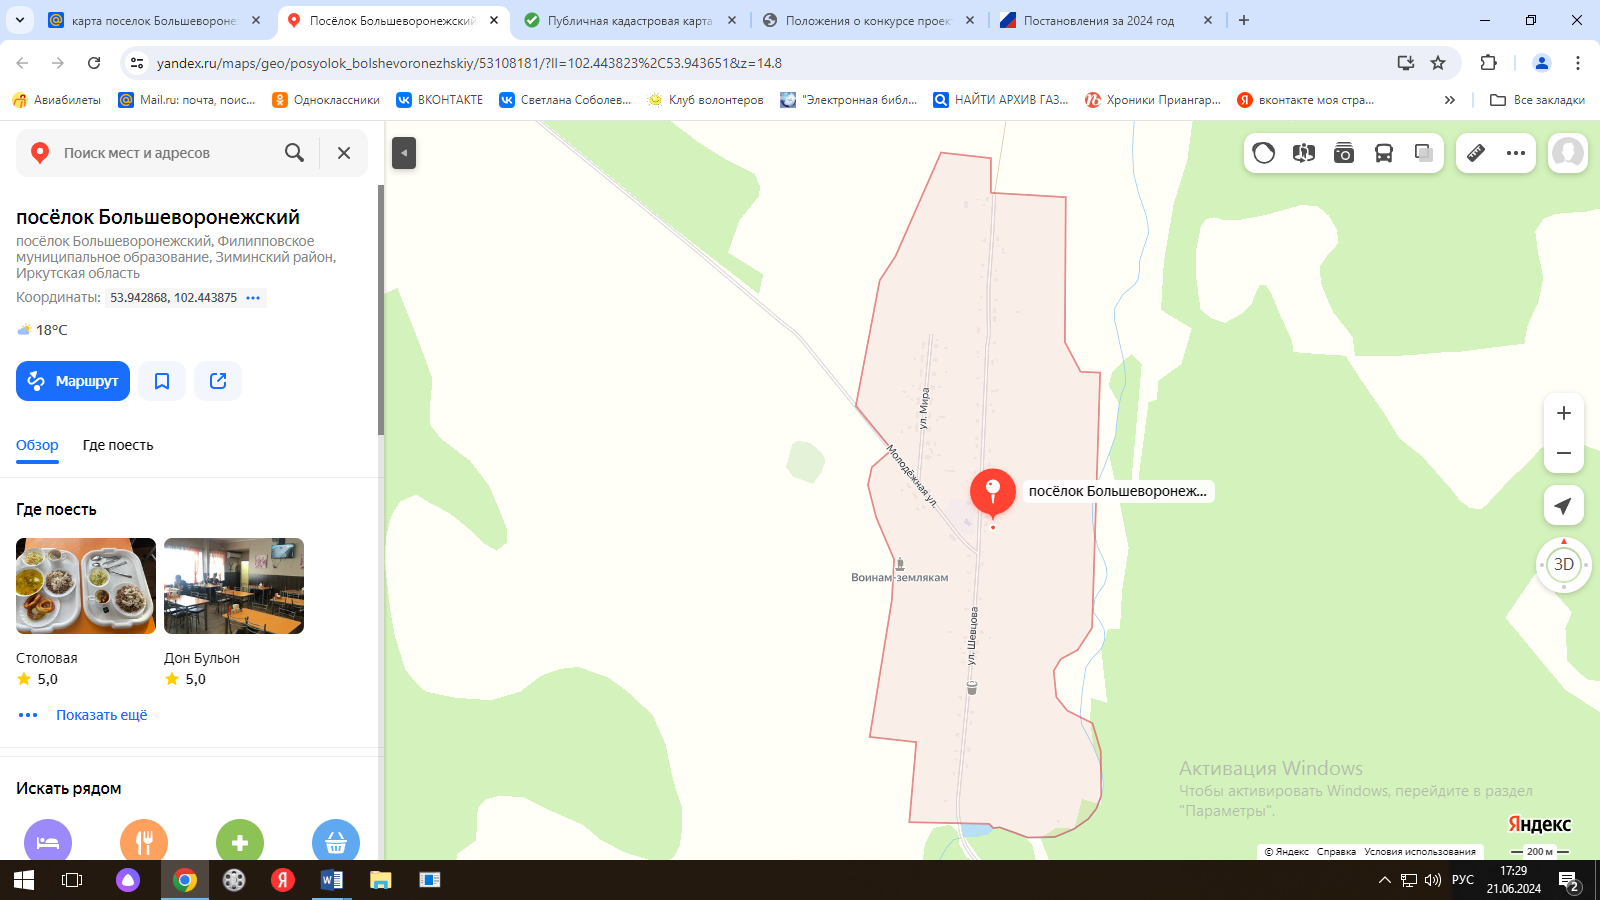 карта поселок Большеворонеж
Посёлок Большеворонежский
Публичная кадастровая карта
Положения о конкурсе проек
Постановления за 2024 год
yandex.ru/maps/geo/posyolok_bolshevoronezhskiy/53108181/?ll=102.443823%2C53.943651&z=14.8
Авиабилеты
Mail.ru: почта, поис...
Одноклассники
ВКОНТАКТЕ
Светлана Соболев...
Клуб волонтеров
"Электронная библ...
НАЙТИ АРХИВ ГАЗ...
Хроники Приангар...
вконтакте моя стра...
Все закладки
Поиск мест и адресов
посёлок Большеворонежский
посёлок Большеворонежский, Филипповское
муниципальное образование, Зиминский район,
Иркутская область
Координаты: 53.942868, 102.443875
18°C
Маршрут
Обзор
Где поесть
Где поесть
Столовая
5,0
Дон Бульон
5,0
Показать ещё
Искать рядом
ул. Мира
Молодёжная ул.
посёлок Большеворонеж...
Воинам-землякам
ул. Шевцова
3D
Активация Windows
Чтобы активировать Windows, перейдите в раздел
"Параметры".
Яндекс
© Яндекс Справка Условия использования
200 м
РУС
17:29
21.06.2024
2